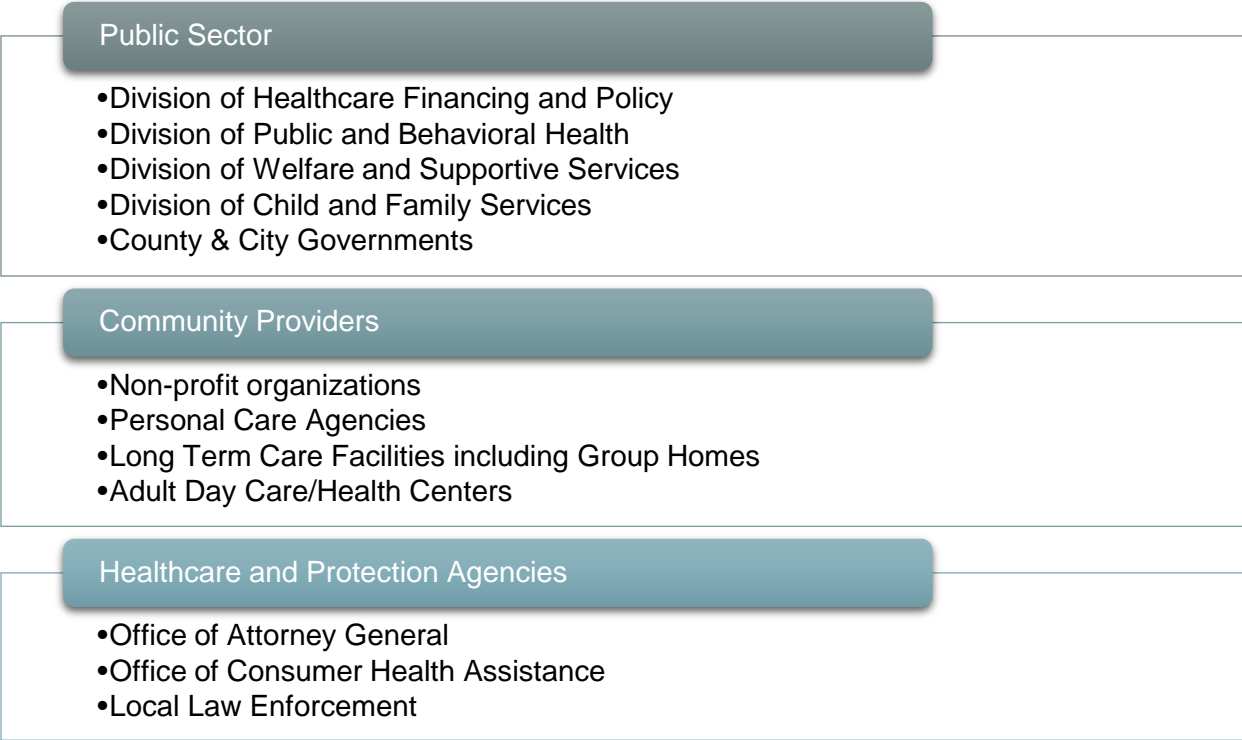 Public Sector
•Division of Healthcare Financing and Policy
•Division of Public and Behavioral Health
•Division of Welfare and Supportive Services
•Division of Child and Family Services
•County & City Governments
Community Providers
•Non-profit organizations
•Personal Care Agencies
•Long Term Care Facilities including Group Homes
•Adult Day Care/Health Centers
Healthcare and Protection Agencies
•Office of Attorney General
•Office of Consumer Health Assistance
•Local Law Enforcement